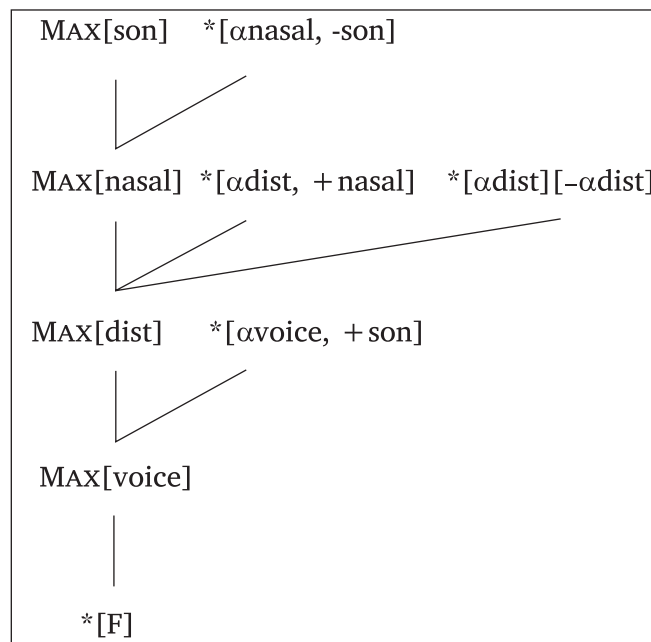 MAX[son] *[αnasal, -son]
MAX[nasal] *[αdist, +nasal] *[αdist][–αdist]
MAX[dist] *[αvoice, +son]
MAX[voice]
*[F]